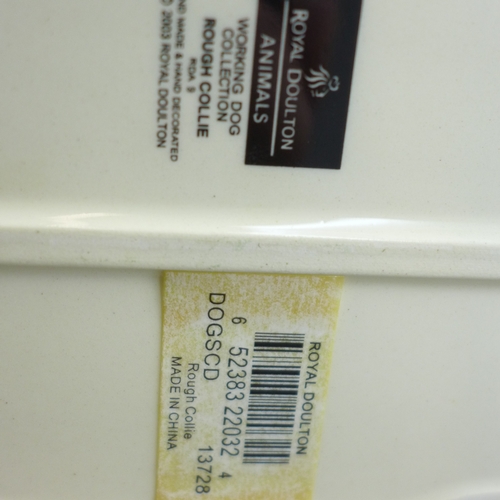 ROYAL DOULTON
ANIMALS
WORKING DOG
COLLECTION
ROUGH COLLIE
RDA 9
ND MADE & HAND DECORATED
© 2003 ROYAL DOULTON
ROYAL DOULTON
6 52383 22032 4
DOGSCD 13728
Rough Collie
MADE IN CHINA